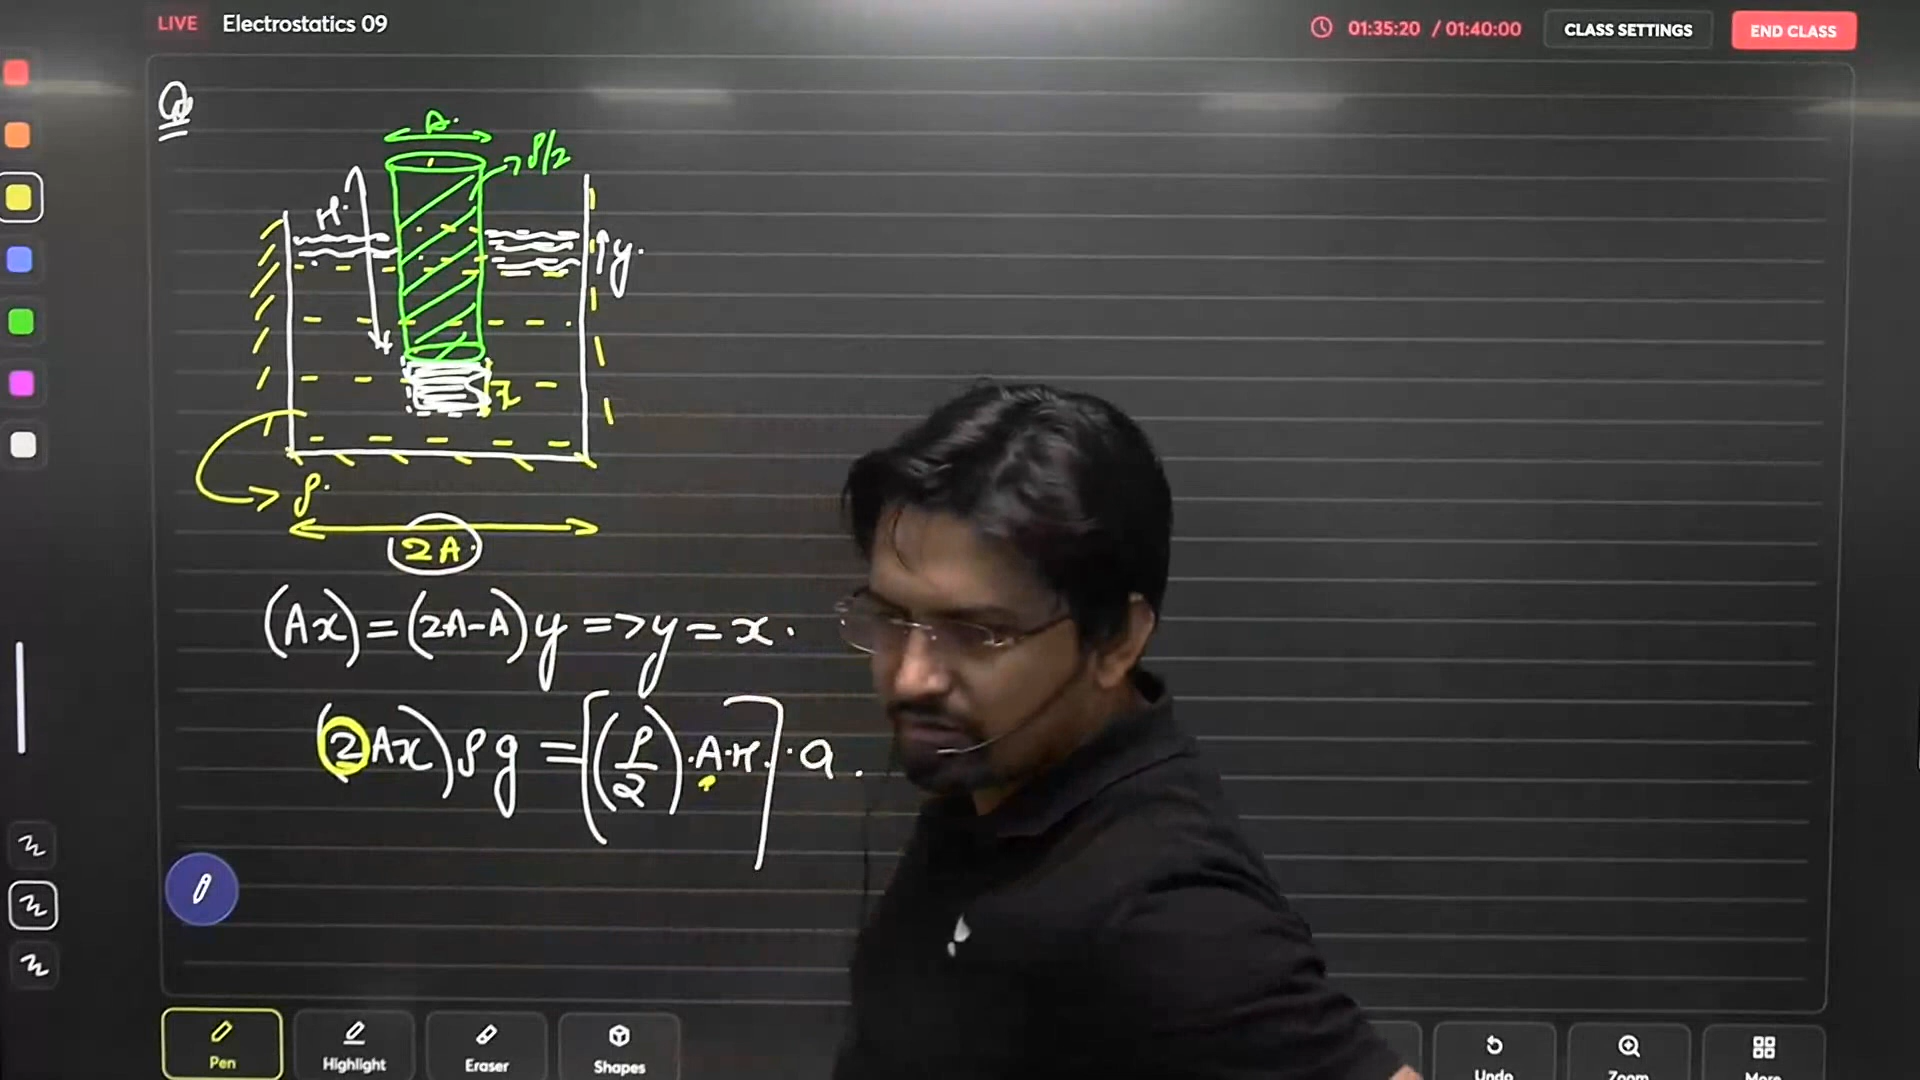 LIVE Electrostatics 09
01:35:20 / 01:40:00 CLASS SETTINGS END CLASS
Q
A.
ρ/2
H.
y.
x
ρ.
2A
(Ax) = (2A-A)y => y = x.
(2Ax)ρg = [(ρ/2).A.H.].a.
Pen Highlight Eraser Shapes Undo Zoom More